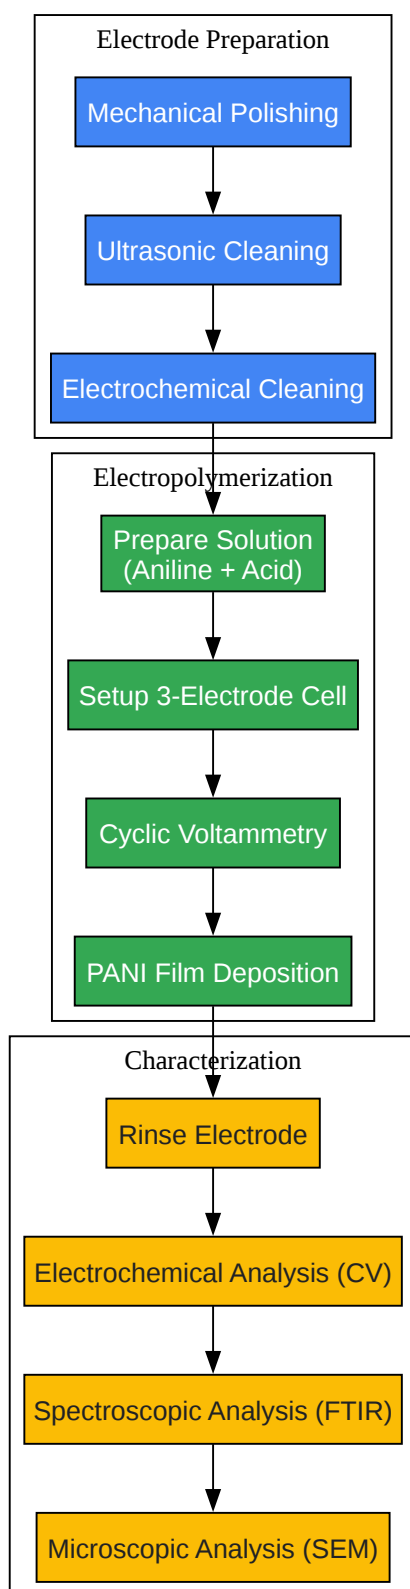 Electrode Preparation
Mechanical Polishing
Ultrasonic Cleaning
Electrochemical Cleaning
Electropolymerization
Prepare Solution
(Aniline + Acid)
Setup 3-Electrode Cell
Cyclic Voltammetry
PANI Film Deposition
Characterization
Rinse Electrode
Electrochemical Analysis (CV)
Spectroscopic Analysis (FTIR)
Microscopic Analysis (SEM)